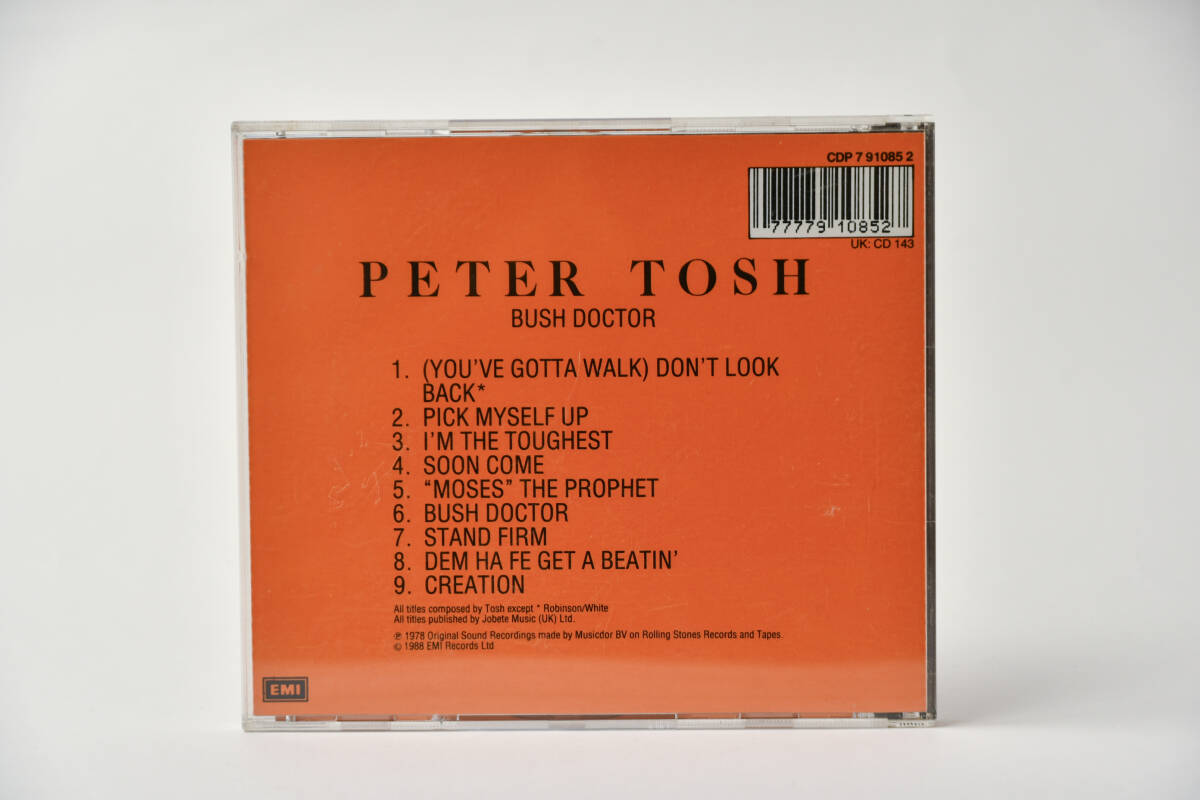 CDP 7 91085 2
77779 10852
UK: CD 143
PETER TOSH
BUSH DOCTOR
1. (YOU'VE GOTTA WALK) DON'T LOOK
BACK*
2. PICK MYSELF UP
3. I'M THE TOUGHEST
4. SOON COME
5. “MOSES” THE PROPHET
6. BUSH DOCTOR
7. STAND FIRM
8. DEM HA FE GET A BEATIN'
9. CREATION
All titles composed by Tosh except * Robinson/White
All titles published by Jobete Music (UK) Ltd.
℗ 1978 Original Sound Recordings made by Musicdor BV on Rolling Stones Records and Tapes.
© 1988 EMI Records Ltd
EMI